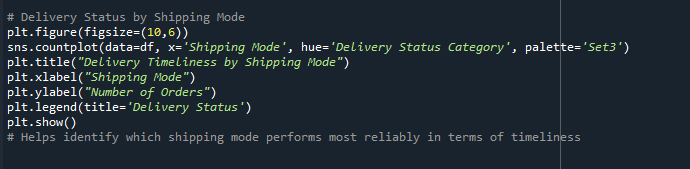 # Delivery Status by Shipping Mode
plt.figure(figsize=(10,6))
sns.countplot(data=df, x='Shipping Mode', hue='Delivery Status Category', palette='Set3')
plt.title("Delivery Timeliness by Shipping Mode")
plt.xlabel("Shipping Mode")
plt.ylabel("Number of Orders")
plt.legend(title='Delivery Status')
plt.show()
# Helps identify which shipping mode performs most reliably in terms of timeliness